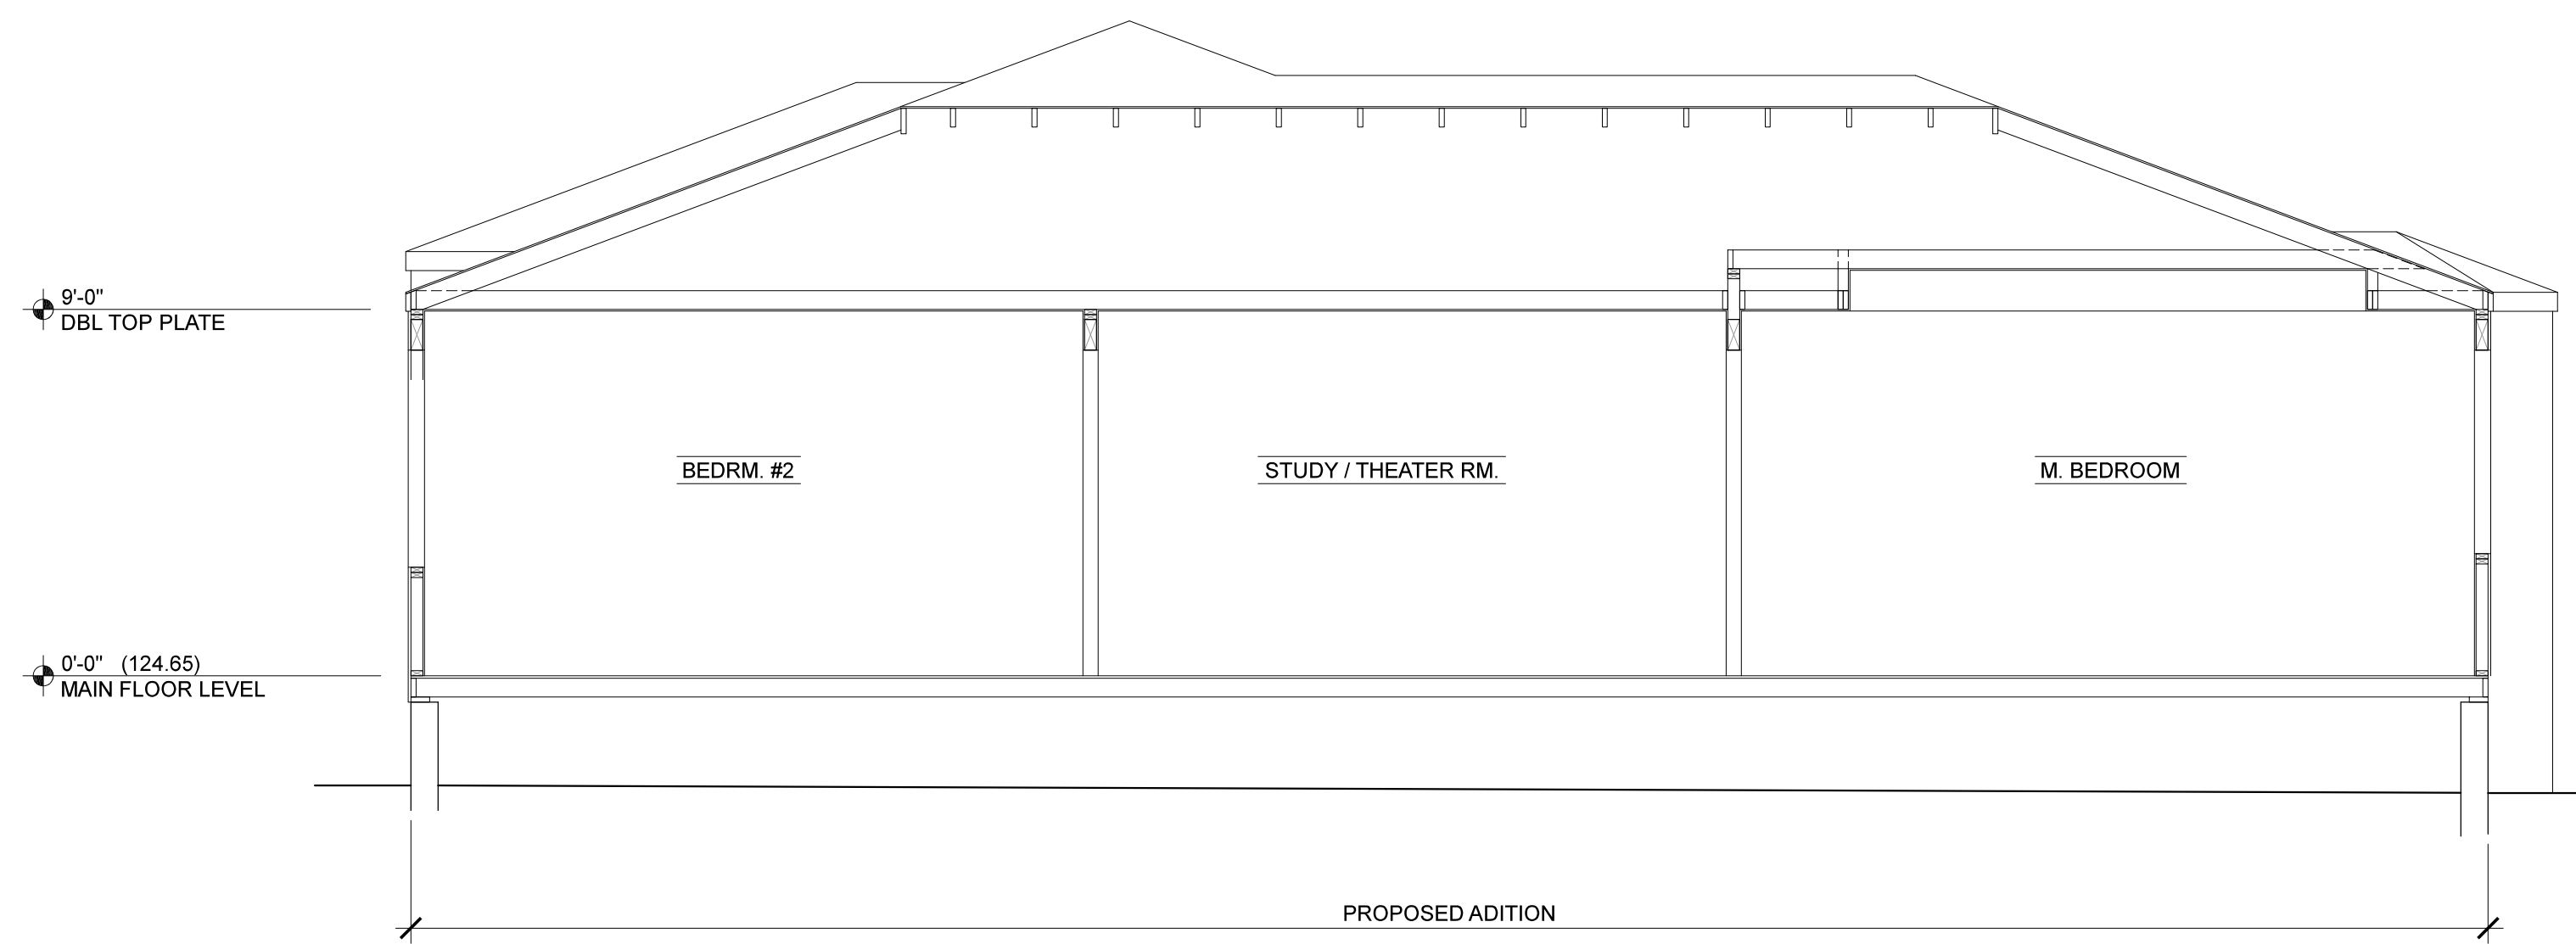 9'-0"
DBL TOP PLATE
BEDRM. #2
STUDY / THEATER RM.
M. BEDROOM
0'-0" (124.65)
MAIN FLOOR LEVEL
PROPOSED ADITION